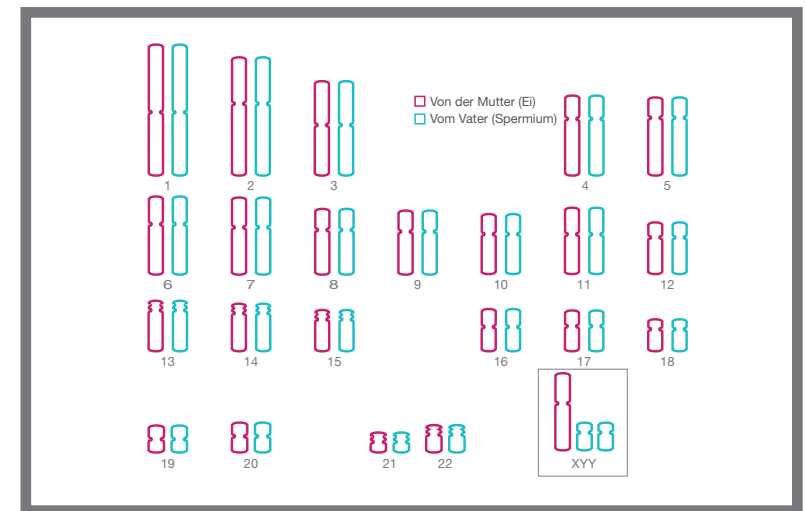 Von der Mutter (Ei)
Vom Vater (Spermium)
1 2 3 4 5
6 7 8 9 10 11 12
13 14 15 16 17 18
19 20 21 22 XYY